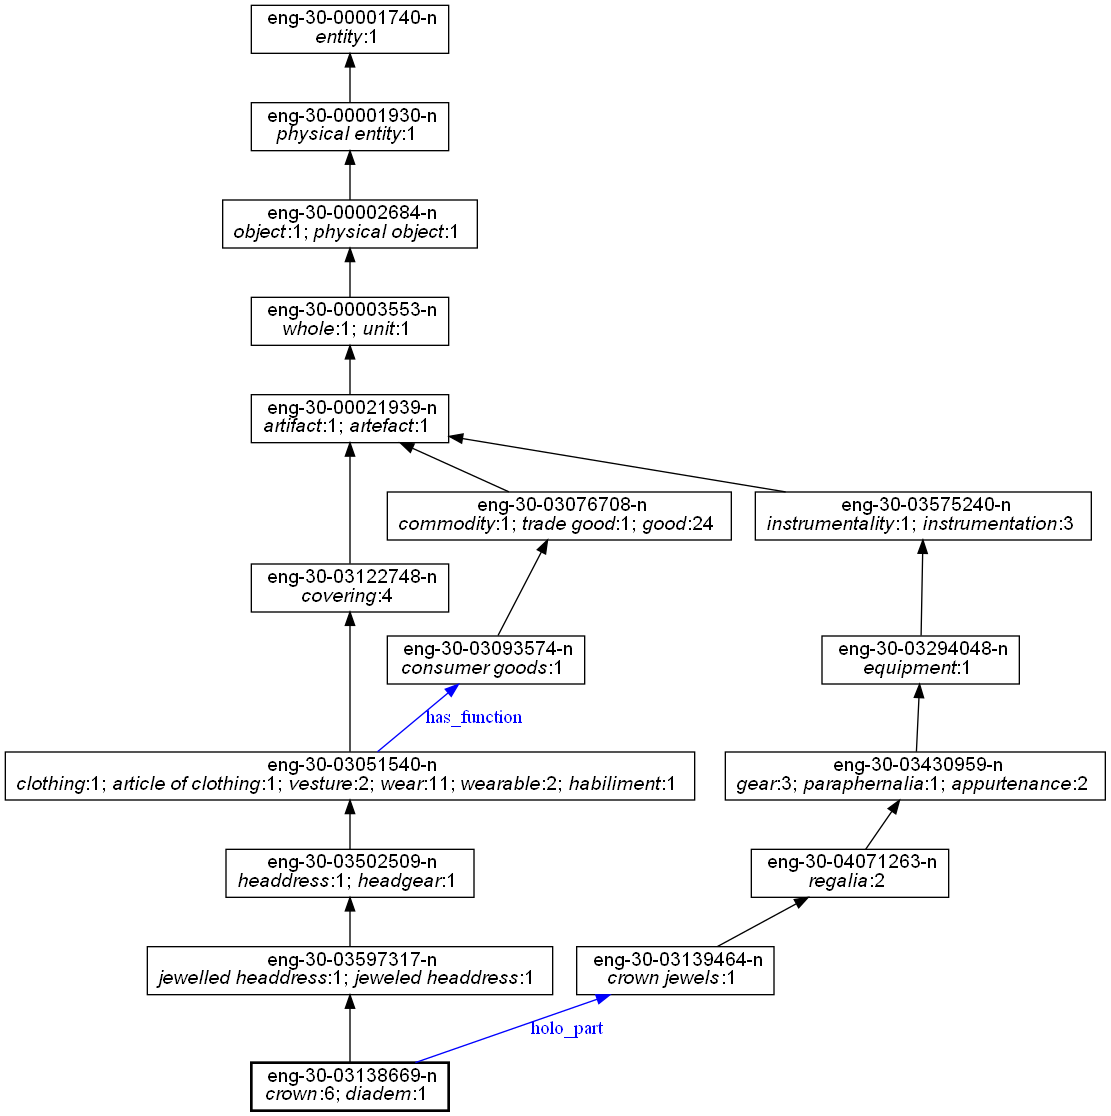 eng-30-00001740-n
entity:1
eng-30-00001930-n
physical entity:1
eng-30-00002684-n
object:1; physical object:1
eng-30-00003553-n
whole:1; unit:1
eng-30-00021939-n
artifact:1; artefact:1
eng-30-03076708-n
commodity:1; trade good:1; good:24
eng-30-03575240-n
instrumentality:1; instrumentation:3
eng-30-03122748-n
covering:4
eng-30-03093574-n
consumer goods:1
eng-30-03294048-n
equipment:1
has_function
eng-30-03051540-n
clothing:1; article of clothing:1; vesture:2; wear:11; wearable:2; habiliment:1
eng-30-03430959-n
gear:3; paraphernalia:1; appurtenance:2
eng-30-03502509-n
headdress:1; headgear:1
eng-30-04071263-n
regalia:2
eng-30-03597317-n
jewelled headdress:1; jeweled headdress:1
eng-30-03139464-n
crown jewels:1
holo_part
eng-30-03138669-n
crown:6; diadem:1